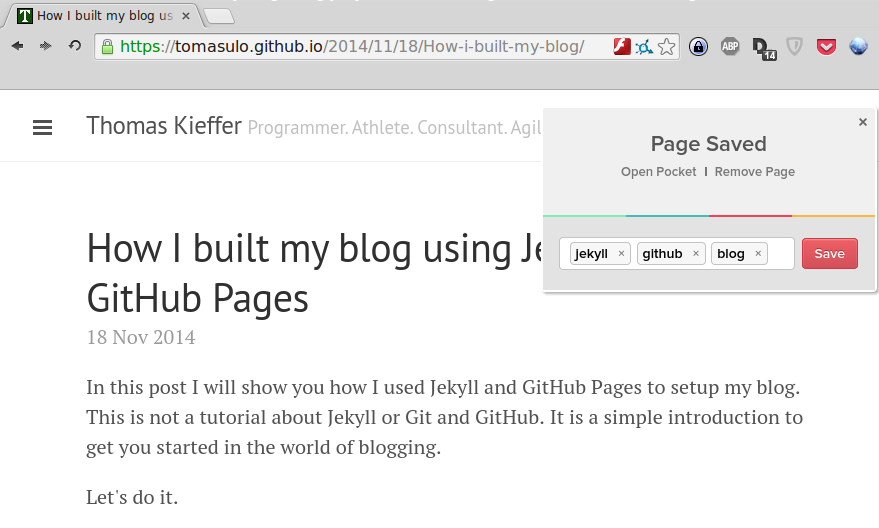 How I built my blog us
https://tomasulo.github.io/2014/11/18/How-i-built-my-blog/
ABP
14
Thomas Kieffer Programmer. Athlete. Consultant. Agil
Page Saved
Open Pocket | Remove Page
jekyll × github × blog ×
Save
How I built my blog using Je
GitHub Pages
18 Nov 2014
In this post I will show you how I used Jekyll and GitHub Pages to setup my blog.
This is not a tutorial about Jekyll or Git and GitHub. It is a simple introduction to
get you started in the world of blogging.
Let's do it.